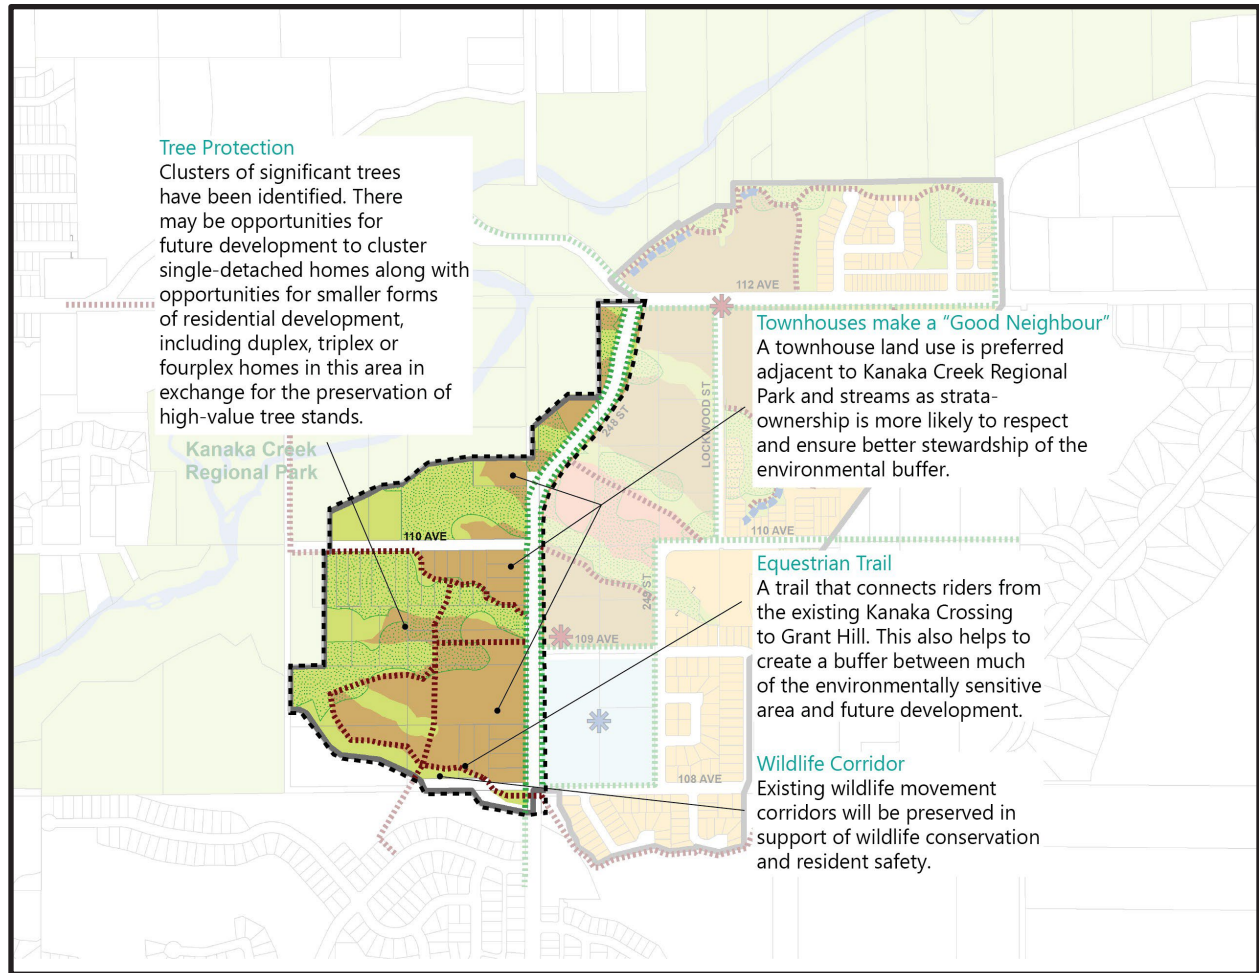 Tree Protection
Clusters of significant trees
have been identified. There
may be opportunities for
future development to cluster
single-detached homes along with
opportunities for smaller forms
of residential development,
including duplex, triplex or
fourplex homes in this area in
exchange for the preservation of
high-value tree stands.
Kanaka Creek
Regional Park
112 AVE
Townhouses make a "Good Neighbour"
A townhouse land use is preferred
adjacent to Kanaka Creek Regional
Park and streams as strata-
ownership is more likely to respect
and ensure better stewardship of the
environmental buffer.
248 ST
LOCKWOOD ST
110 AVE
110 AVE
249 ST
109 AVE
Equestrian Trail
A trail that connects riders from
the existing Kanaka Crossing
to Grant Hill. This also helps to
create a buffer between much
of the environmentally sensitive
area and future development.
108 AVE
Wildlife Corridor
Existing wildlife movement
corridors will be preserved in
support of wildlife conservation
and resident safety.